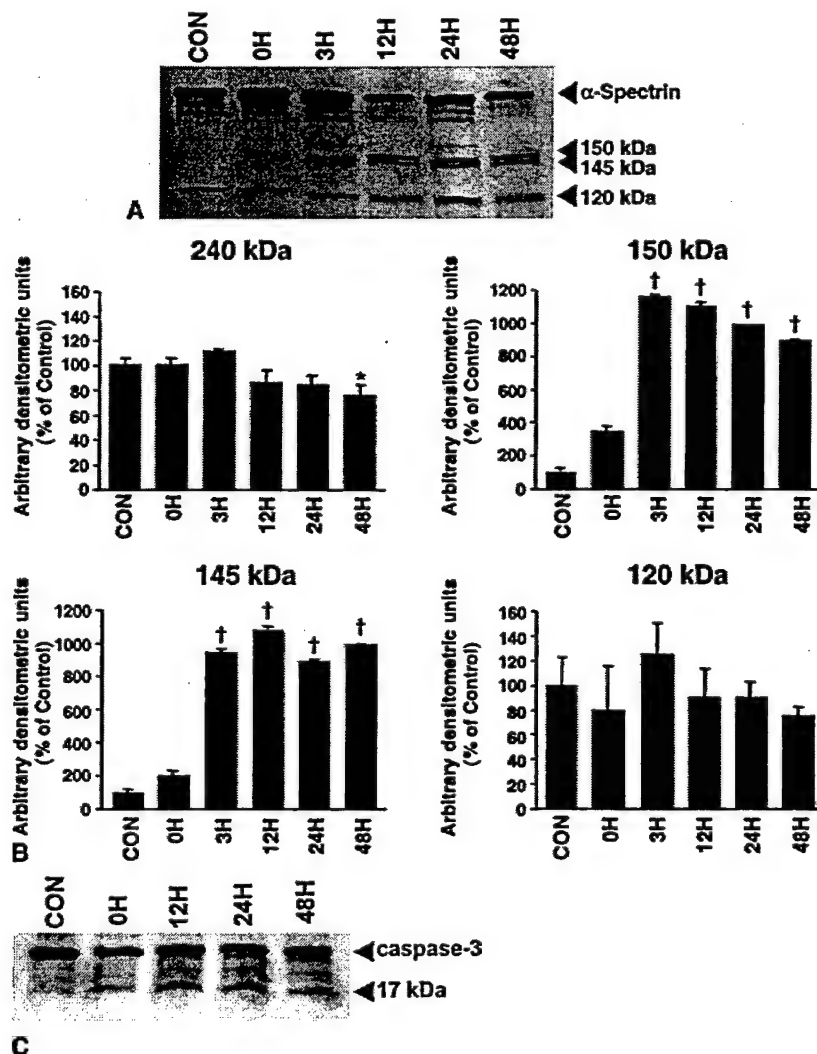 CON 0H 3H 12H 24H 48H
α-Spectrin
150 kDa
145 kDa
120 kDa
A
240 kDa
Arbitrary densitometric units
(% of Control)
160
140
120
100
80
60
40
20
0
*
CON 0H 3H 12H 24H 48H
150 kDa
Arbitrary densitometric units
(% of Control)
1200
1000
800
400
200
0
† † † †
CON 0H 3H 12H 24H 48H
145 kDa
Arbitrary densitometric units
(% of Control)
1200
1000
800
600
400
200
0
† † † †
CON 0H 3H 12H 24H 48H
B
120 kDa
Arbitrary densitometric units
(% of Control)
160
140
120
100
80
60
40
20
0
CON 0H 3H 12H 24H 48H
CON 0H 12H 24H 48H
caspase-3
17 kDa
C